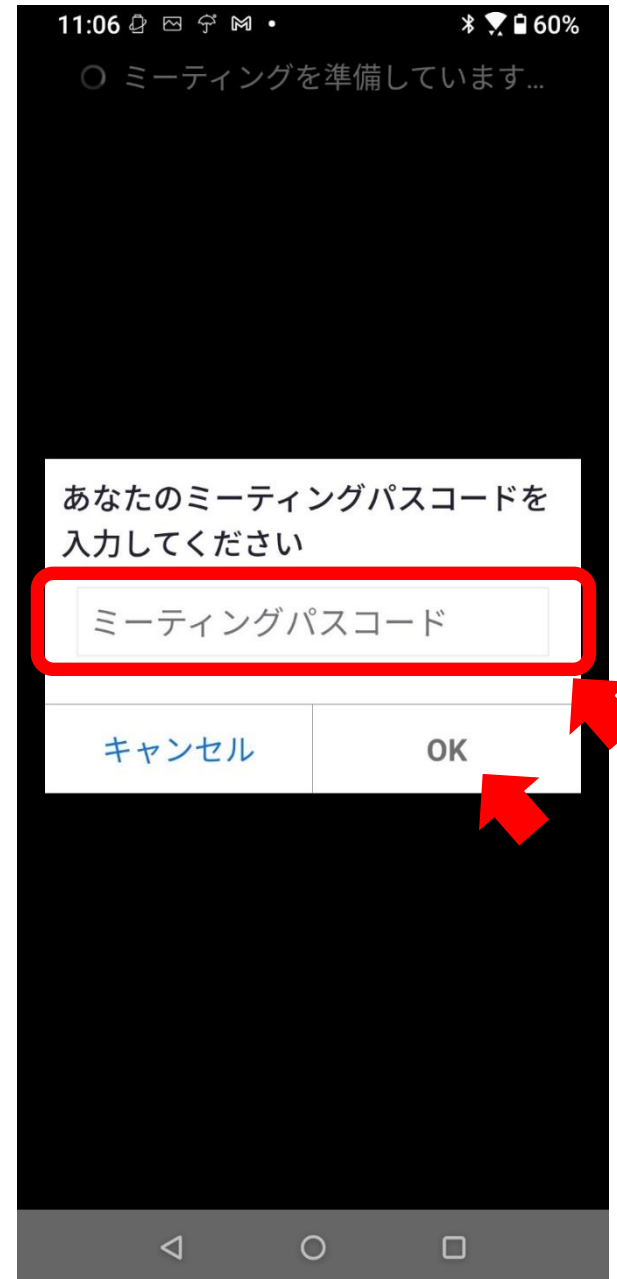 11:06
60%
ミーティングを準備しています...
あなたのミーティングパスコードを
入力してください
ミーティングパスコード
キャンセル
OK